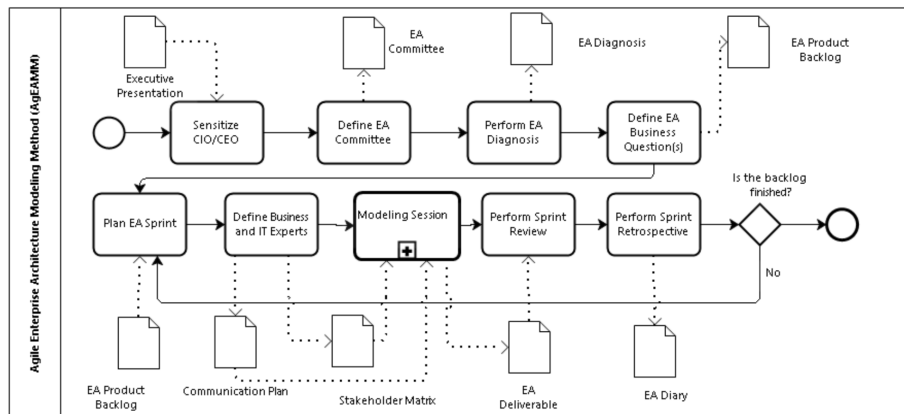 Agile Enterprise Architecture Modeling Method (AgEAMM)
Executive
Presentation
EA
Committee
EA Diagnosis
EA Product
Backlog
Sensitize
CIO/CEO
Define EA
Committee
Perform EA
Diagnosis
Define EA
Business
Question(s)
Is the backlog
finished?
Plan EA Sprint
Define Business
and IT Experts
Modeling Session
Perform Sprint
Review
Perform Sprint
Retrospective
No
EA Product
Backlog
Communication Plan
Stakeholder Matrix
EA
Deliverable
EA Diary